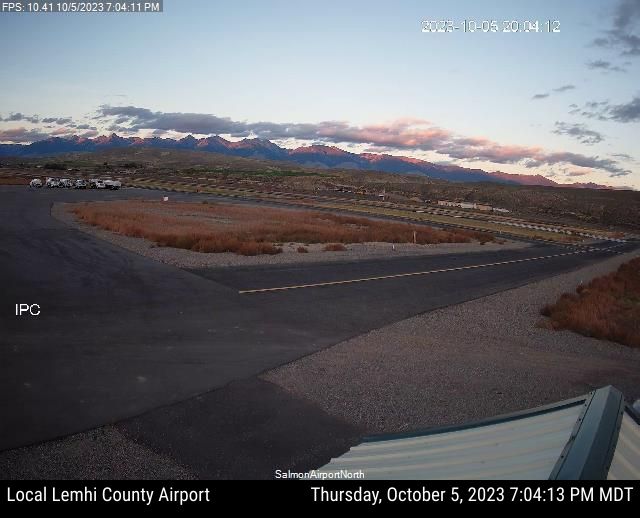 FPS: 10.41 10/5/2023 7:04:11 PM
2023-10-05 20:04:12
IPC
SalmonAirportNorth
Local Lemhi County Airport Thursday, October 5, 2023 7:04:13 PM MDT